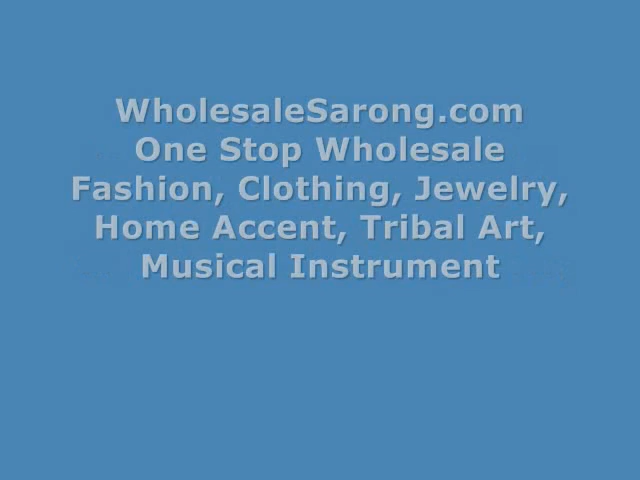 WholesaleSarong.com
One Stop Wholesale
Fashion, Clothing, Jewelry,
Home Accent, Tribal Art,
Musical Instrument